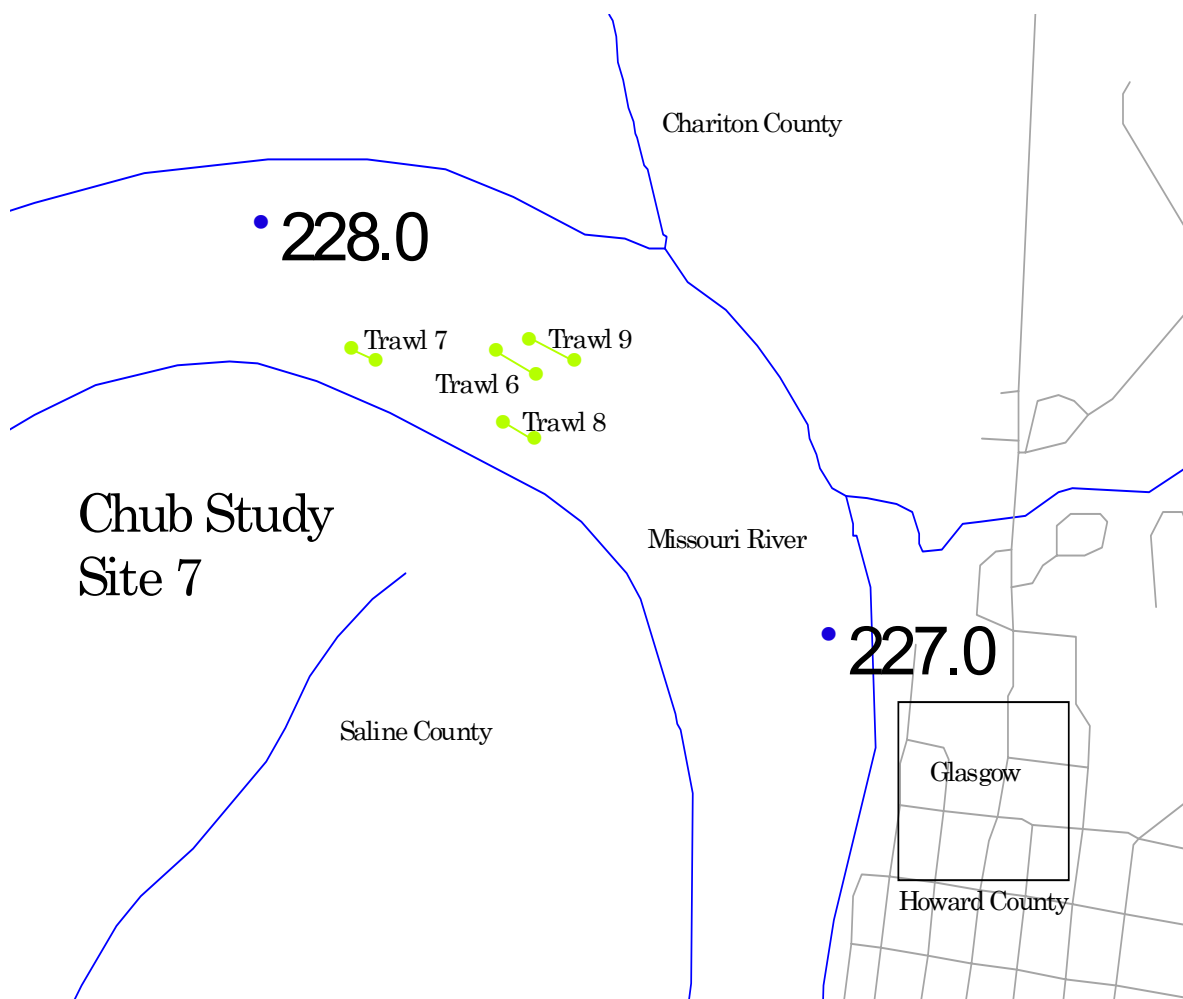 Chariton County
228.0
Trawl 7
Trawl 9
Trawl 6
Trawl 8
Chub Study
Site 7
Missouri River
227.0
Saline County
Glasgow
Howard County